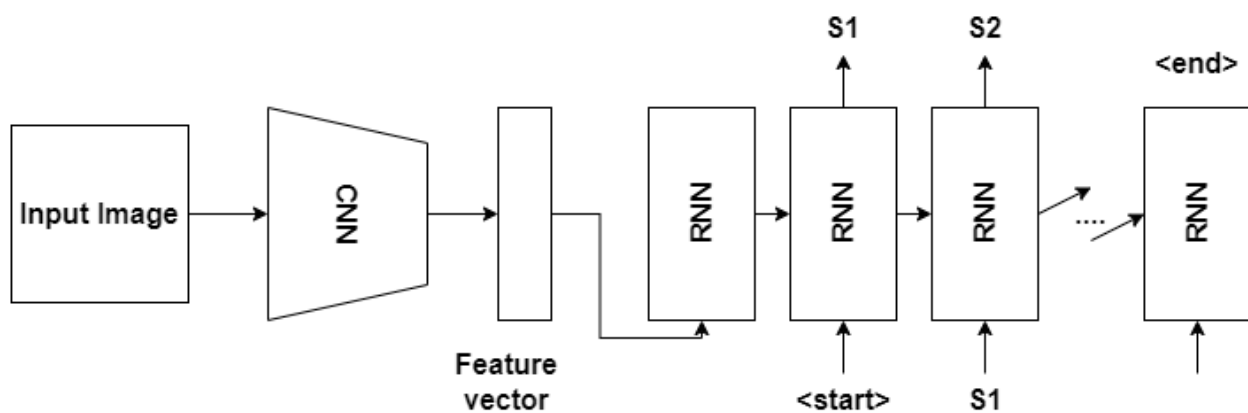 S1
S2
<end>
Input Image
CNN
RNN
RNN
RNN
....
RNN
Feature
vector
<start>
S1